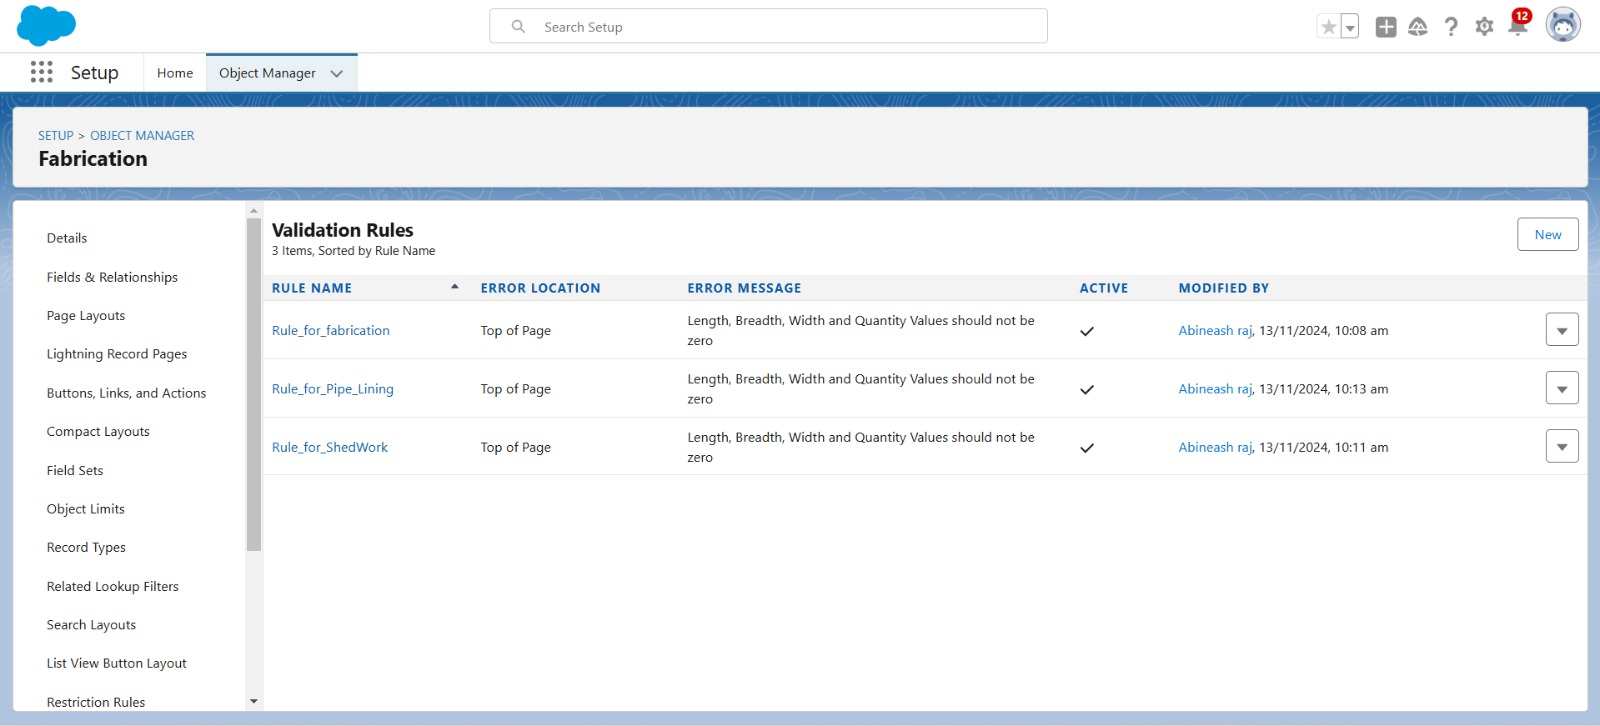 Search Setup
12
Setup
Home
Object Manager
SETUP > OBJECT MANAGER
Fabrication
Details
Fields & Relationships
Page Layouts
Lightning Record Pages
Buttons, Links, and Actions
Compact Layouts
Field Sets
Object Limits
Record Types
Related Lookup Filters
Search Layouts
List View Button Layout
Restriction Rules
Validation Rules
3 Items, Sorted by Rule Name
New
RULE NAME ERROR LOCATION ERROR MESSAGE ACTIVE MODIFIED BY
Rule_for_fabrication Top of Page Length, Breadth, Width and Quantity Values should not be
zero
Abineash raj, 13/11/2024, 10:08 am
Rule_for_Pipe_Lining Top of Page Length, Breadth, Width and Quantity Values should not be
zero
Abineash raj, 13/11/2024, 10:13 am
Rule_for_ShedWork Top of Page Length, Breadth, Width and Quantity Values should not be
zero
Abineash raj, 13/11/2024, 10:11 am